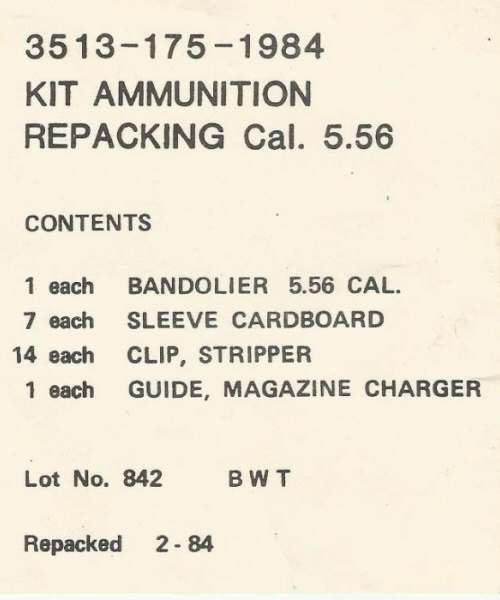 3513-175-1984
KIT AMMUNITION
REPACKING Cal. 5.56
CONTENTS
1 each BANDOLIER 5.56 CAL.
7 each SLEEVE CARDBOARD
14 each CLIP, STRIPPER
1 each GUIDE, MAGAZINE CHARGER
Lot No. 842 BWT
Repacked 2-84